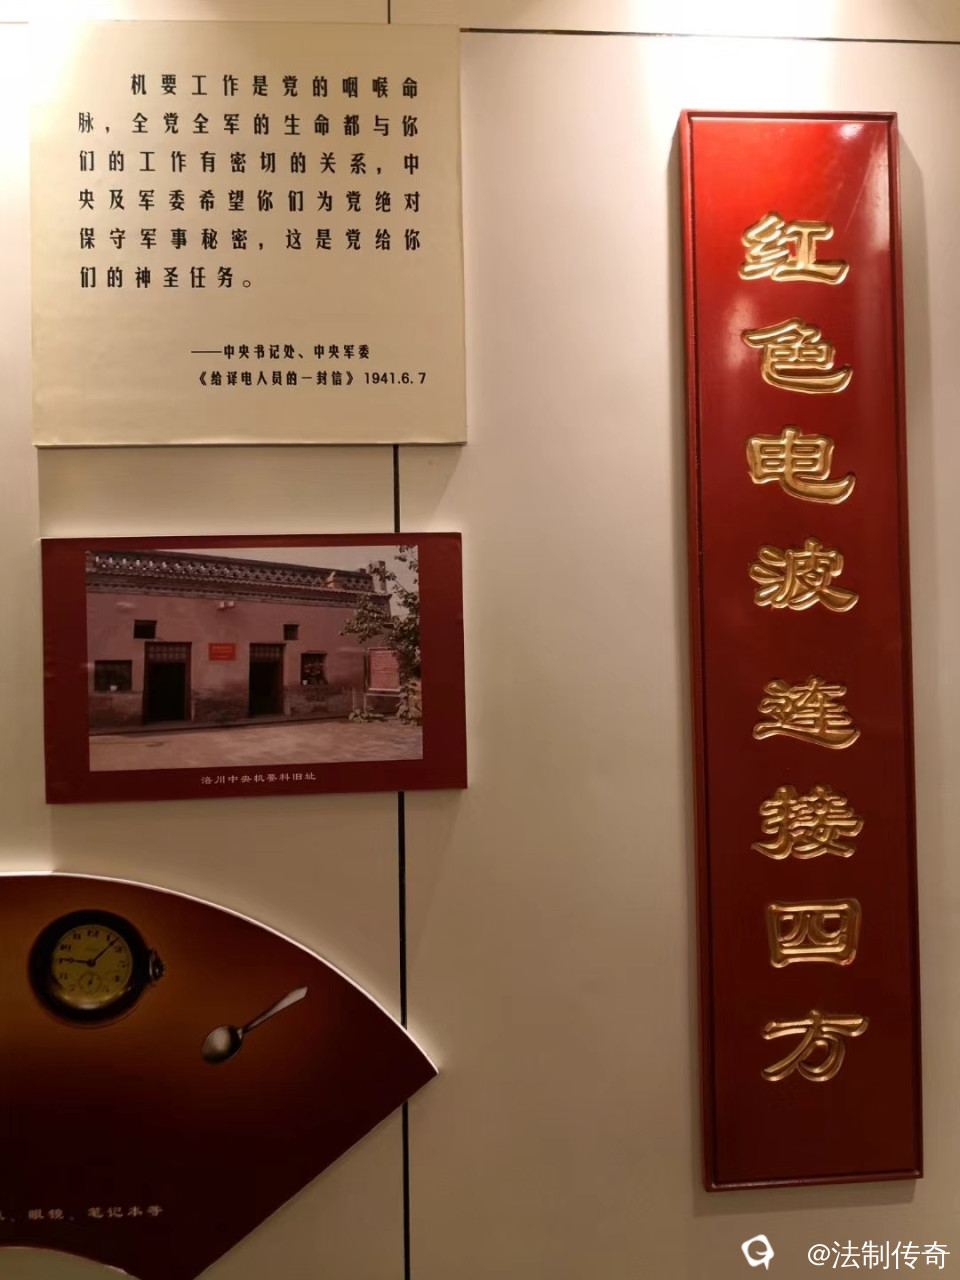 机要工作是党的咽喉命
脉，全党全军的生命都与你
们的工作有密切的关系，中
央及军委希望你们为党绝对
保守军事秘密，这是党给你
们的神圣任务。
——中央书记处、中央军委
《给译电人员的一封信》1941.6.7
红色电波 连接四方
洛川中央机要科旧址
、眼镜、笔记本等
@法制传奇